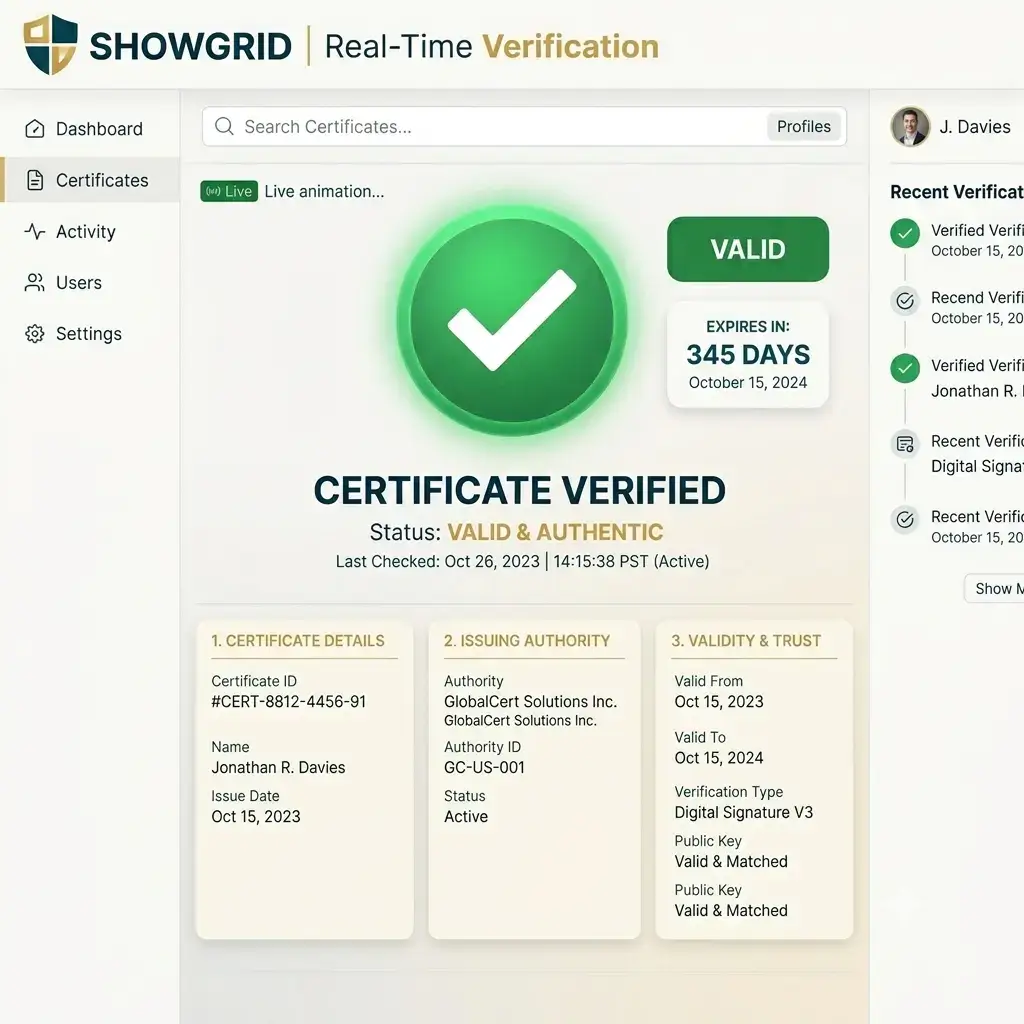 SHOWGRID | Real-Time Verification
Dashboard
Certificates
Activity
Users
Settings
Search Certificates...
Profiles
Live Live animation...
VALID
EXPIRES IN:
345 DAYS
October 15, 2024
CERTIFICATE VERIFIED
Status: VALID & AUTHENTIC
Last Checked: Oct 26, 2023 | 14:15:38 PST (Active)
1. CERTIFICATE DETAILS
Certificate ID
#CERT-8812-4456-91
Name
Jonathan R. Davies
Issue Date
Oct 15, 2023
2. ISSUING AUTHORITY
Authority
GlobalCert Solutions Inc.
GlobalCert Solutions Inc.
Authority ID
GC-US-001
Status
Active
3. VALIDITY & TRUST
Valid From
Oct 15, 2023
Valid To
Oct 15, 2024
Verification Type
Digital Signature V3
Public Key
Valid & Matched
Public Key
Valid & Matched
J. Davies
Recent Verificat
Verified Verifi
October 15, 20
Recend Verifi
October 15, 20
Verified Verifi
Jonathan R.
Recent Verific
Digital Signa
Recent Verific
October 15, 20
Show M